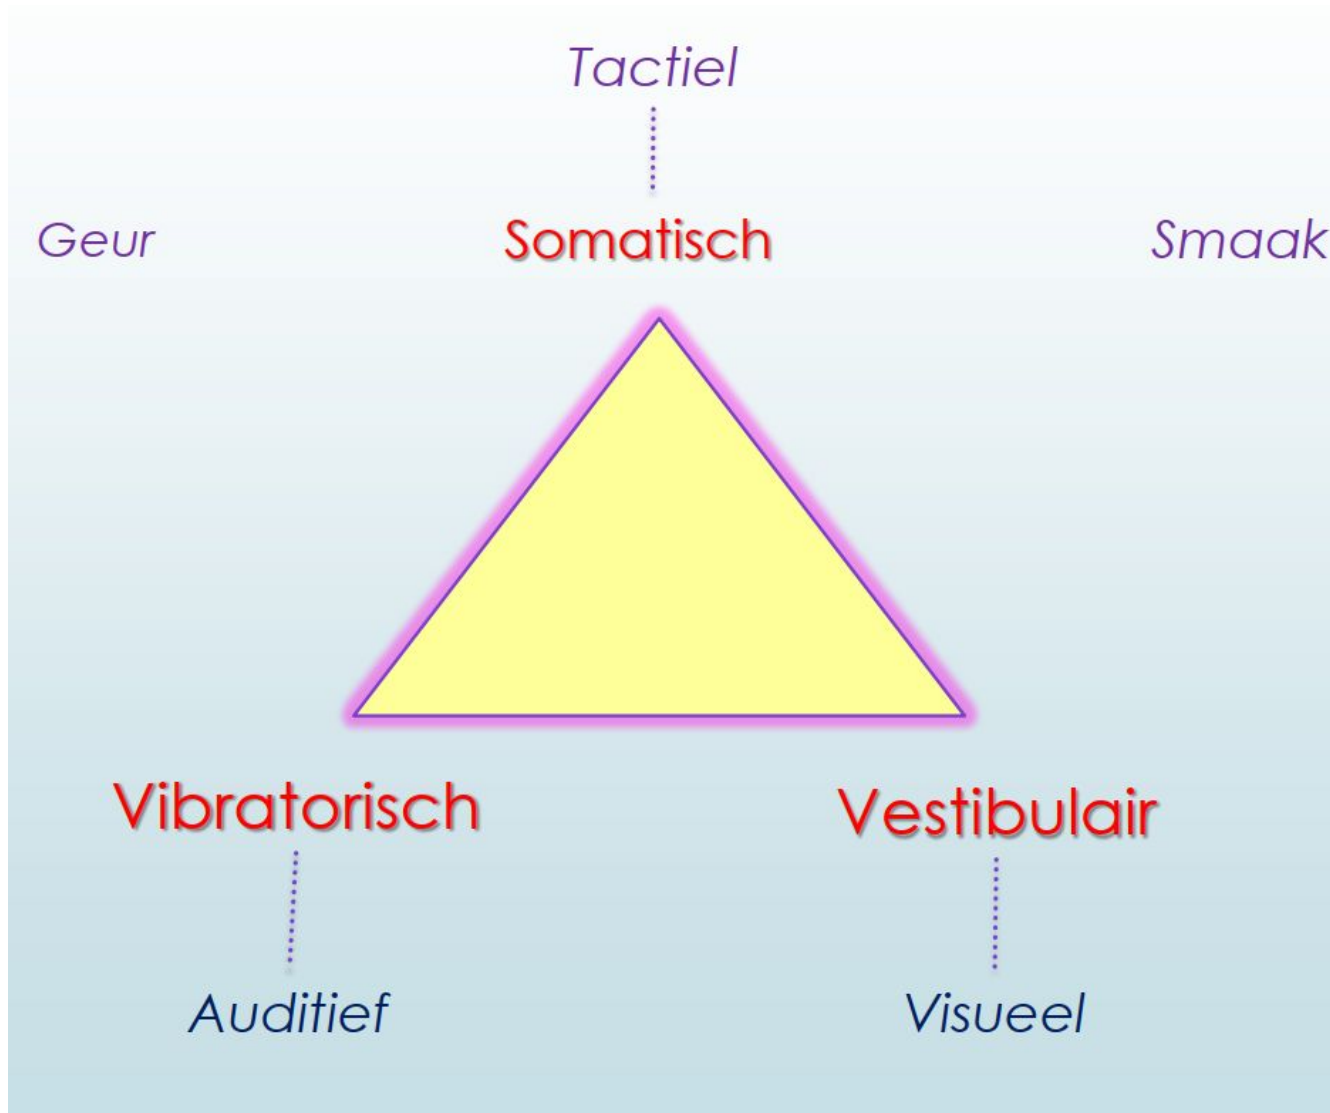 Tactiel
Geur
Somatisch
Smaak
Vibratorisch
Vestibulair
Auditief
Visueel